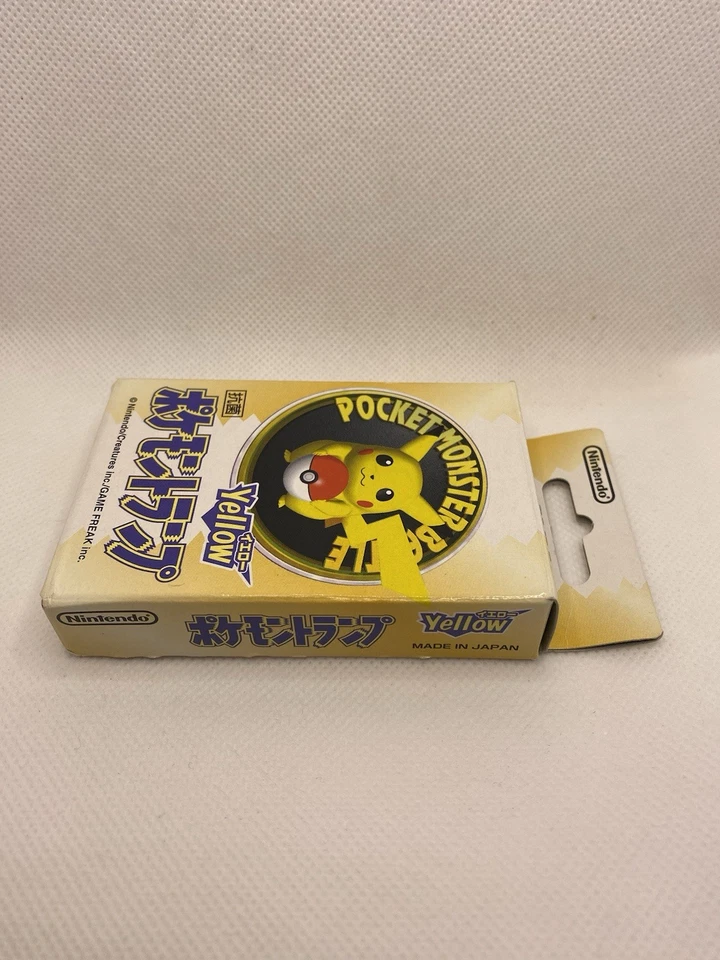 Nintendo
POCKET MONSTER BATTLE
Yellow
イエロー
抗菌
ポケモントランプ
©Nintendo/Creatures inc./GAME FREAK inc.
Nintendo
ポケモントランプ
Yellow
イエロー
MADE IN JAPAN